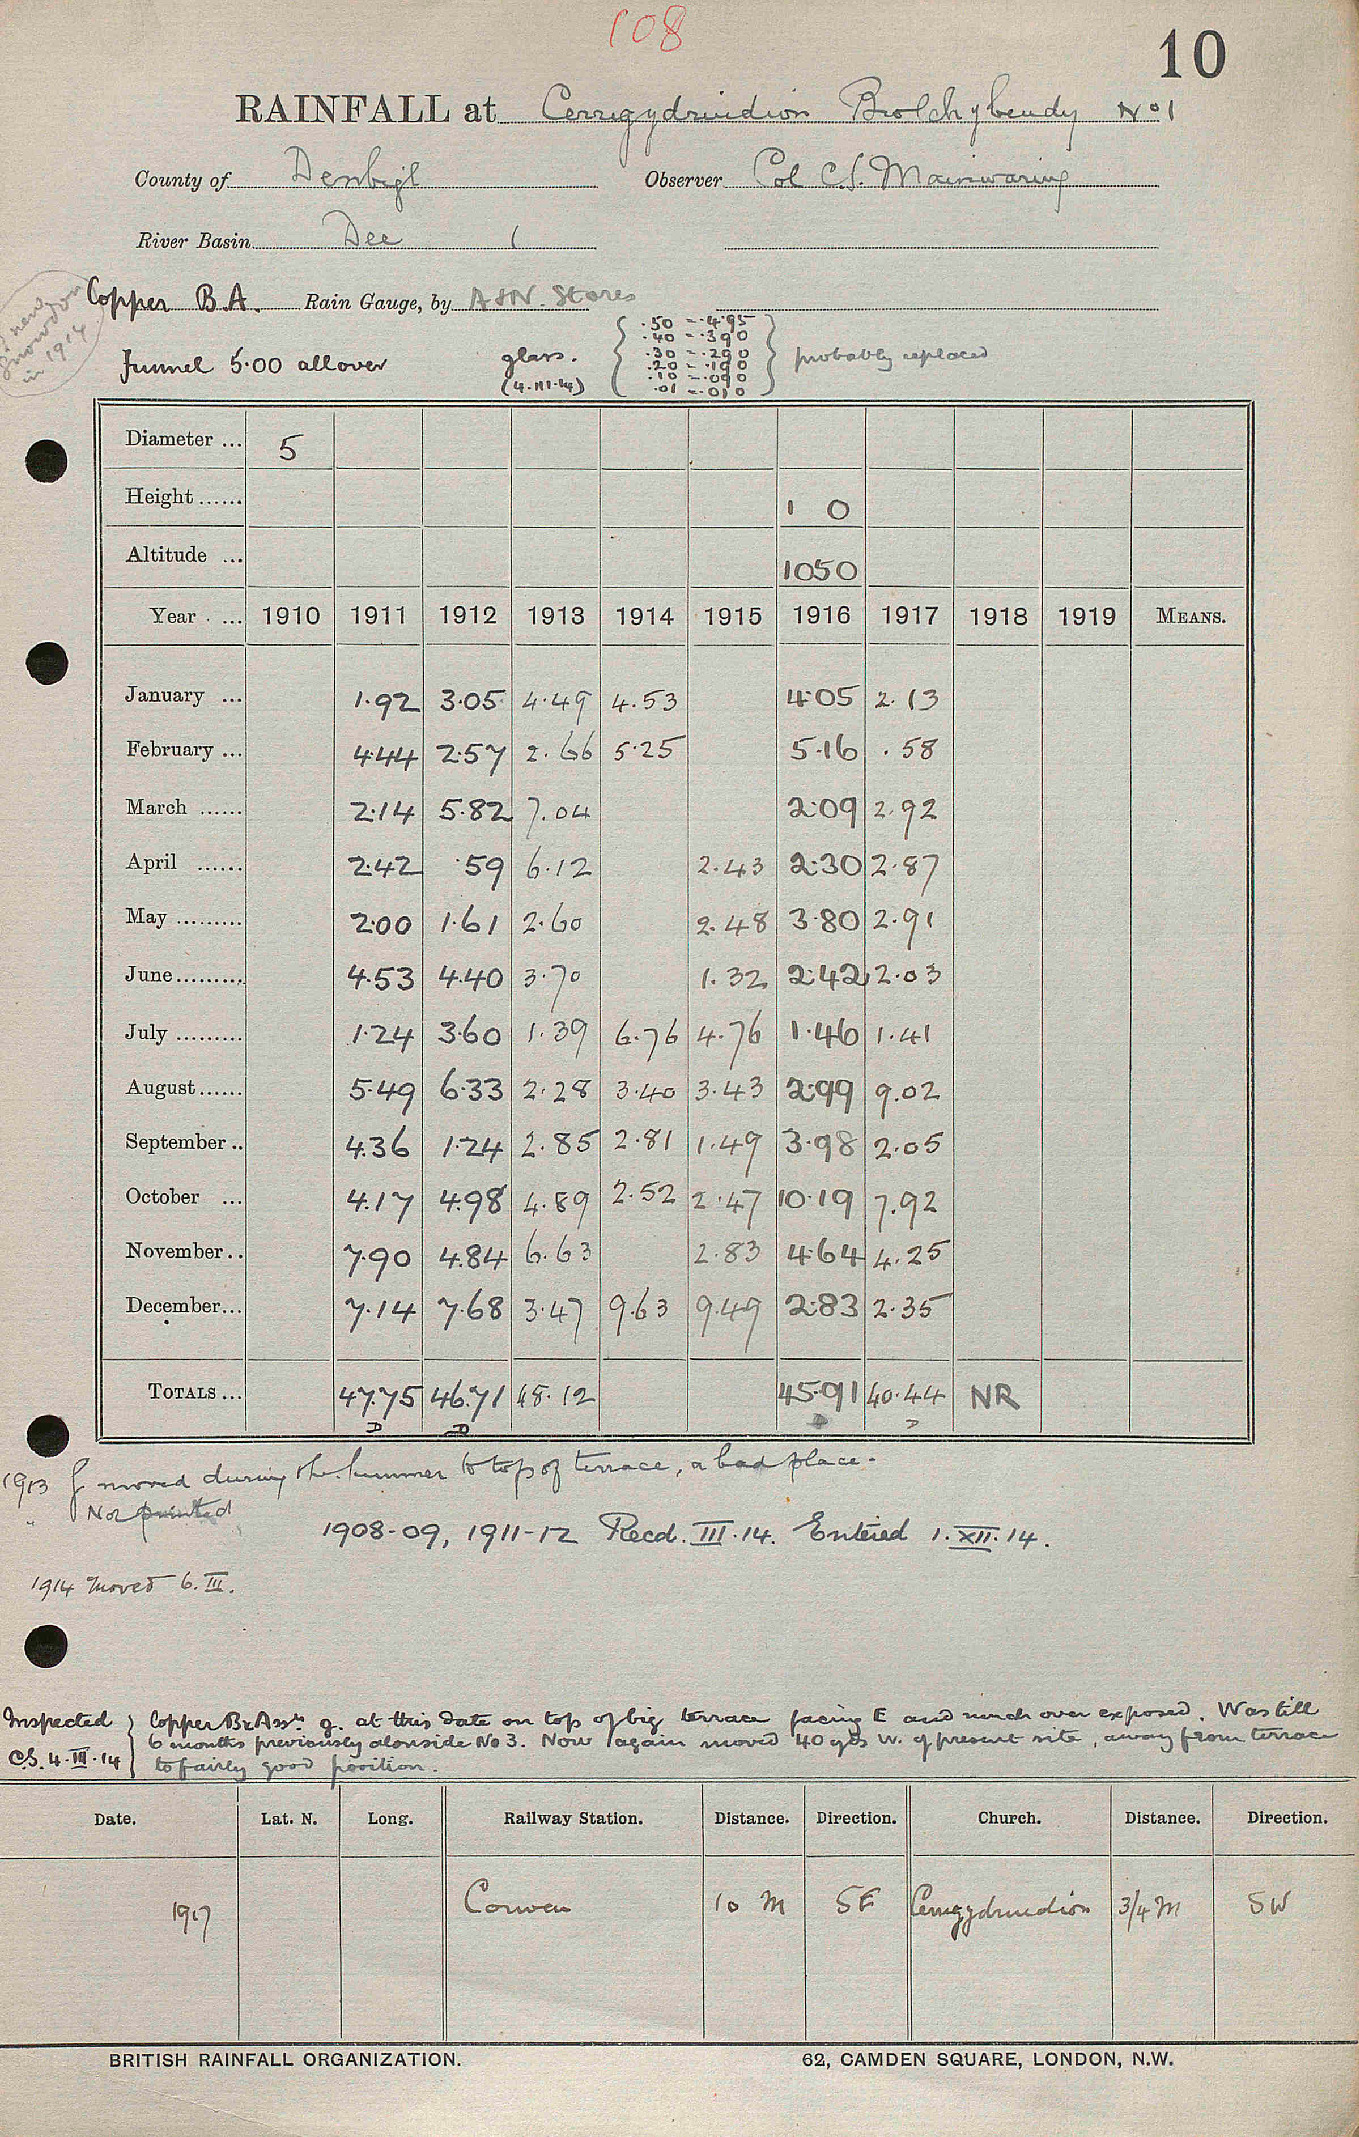 108
10
RAINFALL at Cerrigydruidion Bwlchybeudy No 1
County of Denbigh Observer Col C.S. Mainwaring
River Basin Dee 1
Copper B.A. Rain Gauge, by A & N. Stores
new Snowdon in 1914
Funnel 5.00 all over glass. (4.III.14)
.50 = .495
.40 = .390
.30 = .290
.20 = .190
.10 = .090
.01 = .010
probably replaced
Diameter ... 5
Height ...... 1 0
Altitude ... 1050
Year ... 1910 1911 1912 1913 1914 1915 1916 1917 1918 1919 MEANS.
January ... 1.92 3.05 4.49 4.53 4.05 2.13
February ... 4.44 2.57 2.66 5.25 5.16 .58
March ...... 2.14 5.82 7.04 2.09 2.92
April ...... 2.42 .59 6.12 2.43 2.30 2.87
May ......... 2.00 1.61 2.60 2.48 3.80 2.91
June ......... 4.53 4.40 3.70 1.32 2.42 2.03
July ......... 1.24 3.60 1.39 6.76 4.76 1.46 1.41
August ...... 5.49 6.33 2.28 3.40 3.43 2.99 9.02
September .. 4.36 1.24 2.85 2.81 1.49 3.98 2.05
October ... 4.17 4.98 4.89 2.52 2.47 10.19 7.92
November .. 7.90 4.84 6.63 2.83 4.64 4.25
December ... 7.14 7.68 3.47 9.63 9.49 2.83 2.35
TOTALS ... 47.75 46.71 48.12 45.91 40.44 NR
D D D D
1913 g moved during the Summer to top of terrace, a bad place.
" Not printed
1908-09, 1911-12 Recd. III.14. Entered 1.XII.14.
1914 Moved 6.III.
Inspected C.S. 4.III.14
Copper Br Assn. g. at this date on top of big terrace facing E and much over exposed. Was till
6 months previously alongside No 3. Now again moved 40 yds W. of present site, away from terrace
to fairly good position.
Date. Lat. N. Long. Railway Station. Distance. Direction. Church. Distance. Direction.
1917 Corwen 10 M SE Cerrigydruidion 3/4 M SW
BRITISH RAINFALL ORGANIZATION. 62, CAMDEN SQUARE, LONDON, N.W.